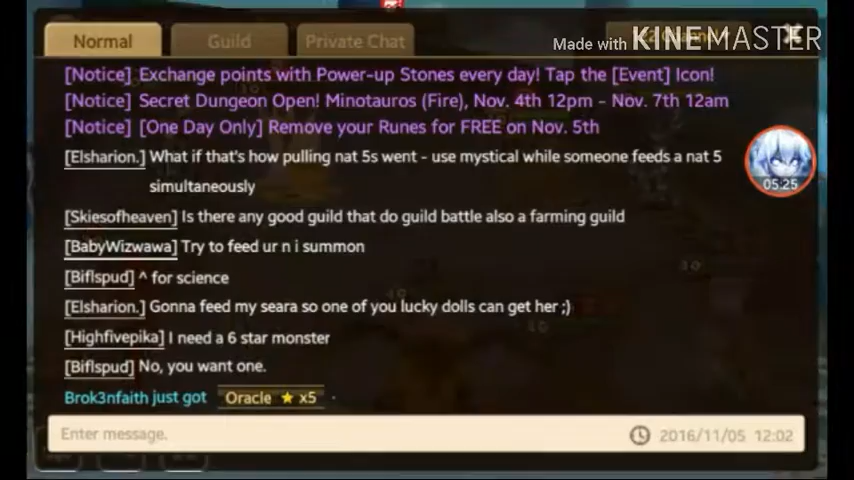 Made with KINEMASTER
Normal
Guild
Private Chat
[Notice] Exchange points with Power-up Stones every day! Tap the [Event] Icon!
[Notice] Secret Dungeon Open! Minotauros (Fire), Nov. 4th 12pm - Nov. 7th 12am
[Notice] [One Day Only] Remove your Runes for FREE on Nov. 5th
[Elsharion.] What if that's how pulling nat 5s went - use mystical while someone feeds a nat 5
simultaneously
05:25
[Skiesofheaven] Is there any good guild that do guild battle also a farming guild
[BabyWizwawa] Try to feed ur n i summon
[Biflspud] ^ for science
[Elsharion.] Gonna feed my seara so one of you lucky dolls can get her ;)
[Highfivepika] I need a 6 star monster
[Biflspud] No, you want one.
Brok3nfaith just got Oracle ★ x5
Enter message.
2016/11/05 12:02